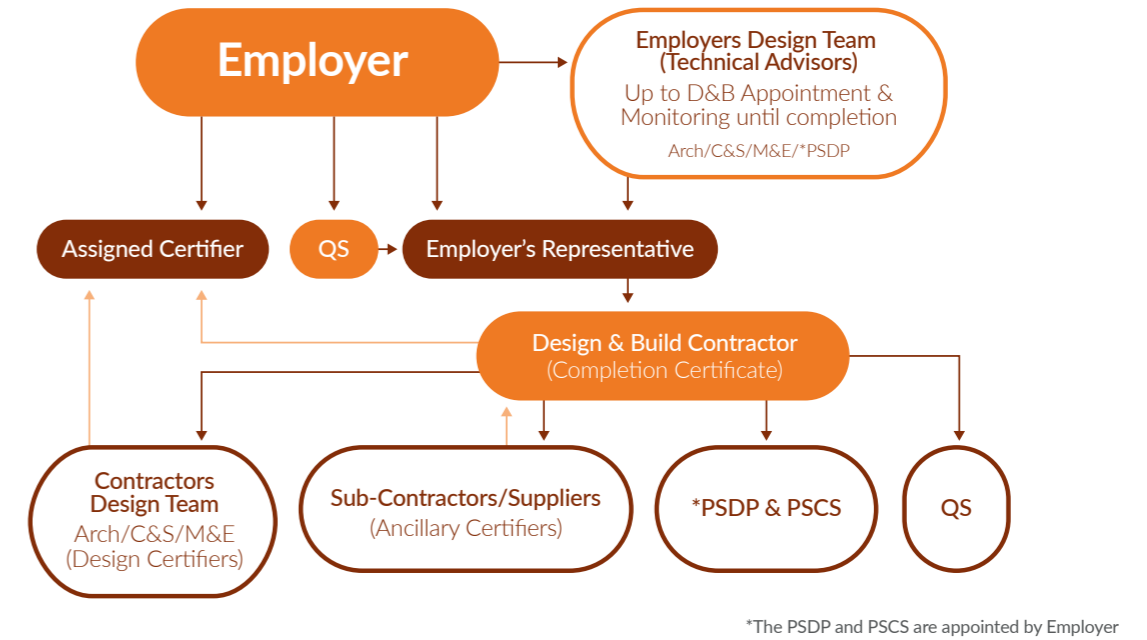 Employer
Employers Design Team
(Technical Advisors)
Up to D&B Appointment &
Monitoring until completion
Arch/C&S/M&E/*PSDP
Assigned Certifier
QS
Employer’s Representative
Design & Build Contractor
(Completion Certificate)
Contractors
Design Team
Arch/C&S/M&E
(Design Certifiers)
Sub-Contractors/Suppliers
(Ancillary Certifiers)
*PSDP & PSCS
QS
*The PSDP and PSCS are appointed by Employer